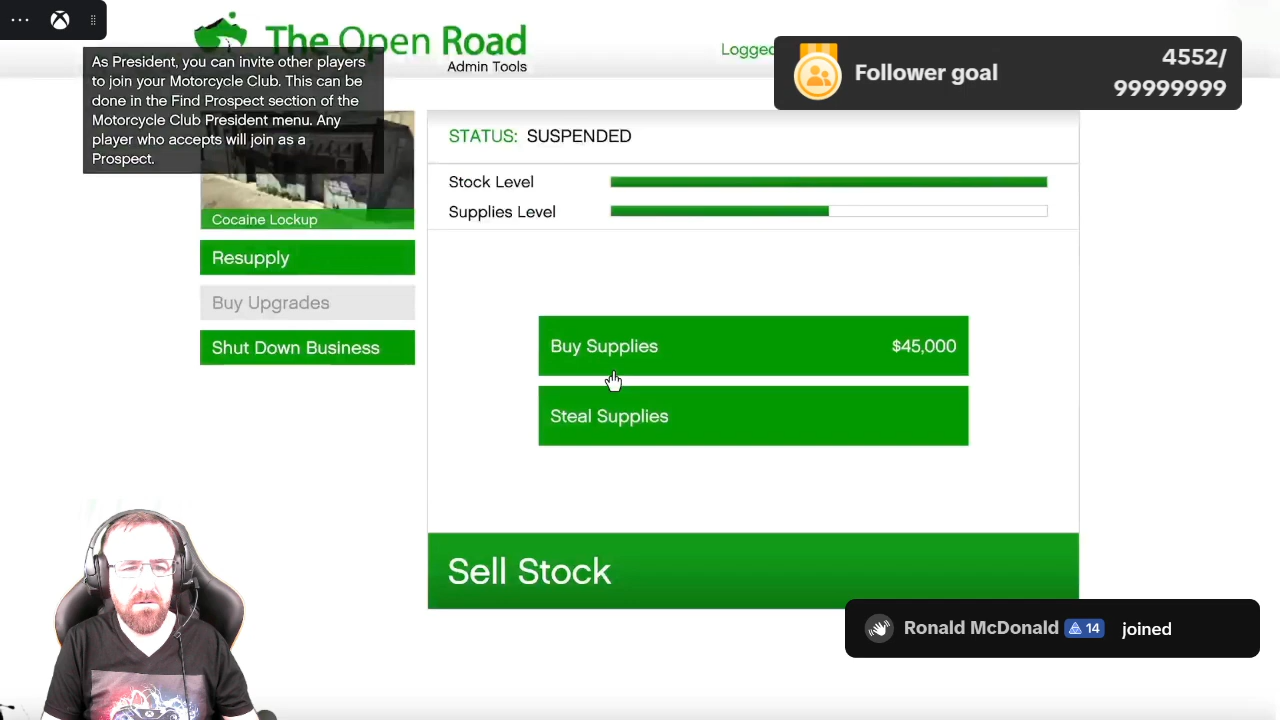 The Open Road
Admin Tools
Logged
As President, you can invite other players
to join your Motorcycle Club. This can be
done in the Find Prospect section of the
Motorcycle Club President menu. Any
player who accepts will join as a
Prospect.
Follower goal
4552/
99999999
Cocaine Lockup
Resupply
Buy Upgrades
Shut Down Business
STATUS: SUSPENDED
Stock Level
Supplies Level
Buy Supplies $45,000
Steal Supplies
Sell Stock
Ronald McDonald 14 joined